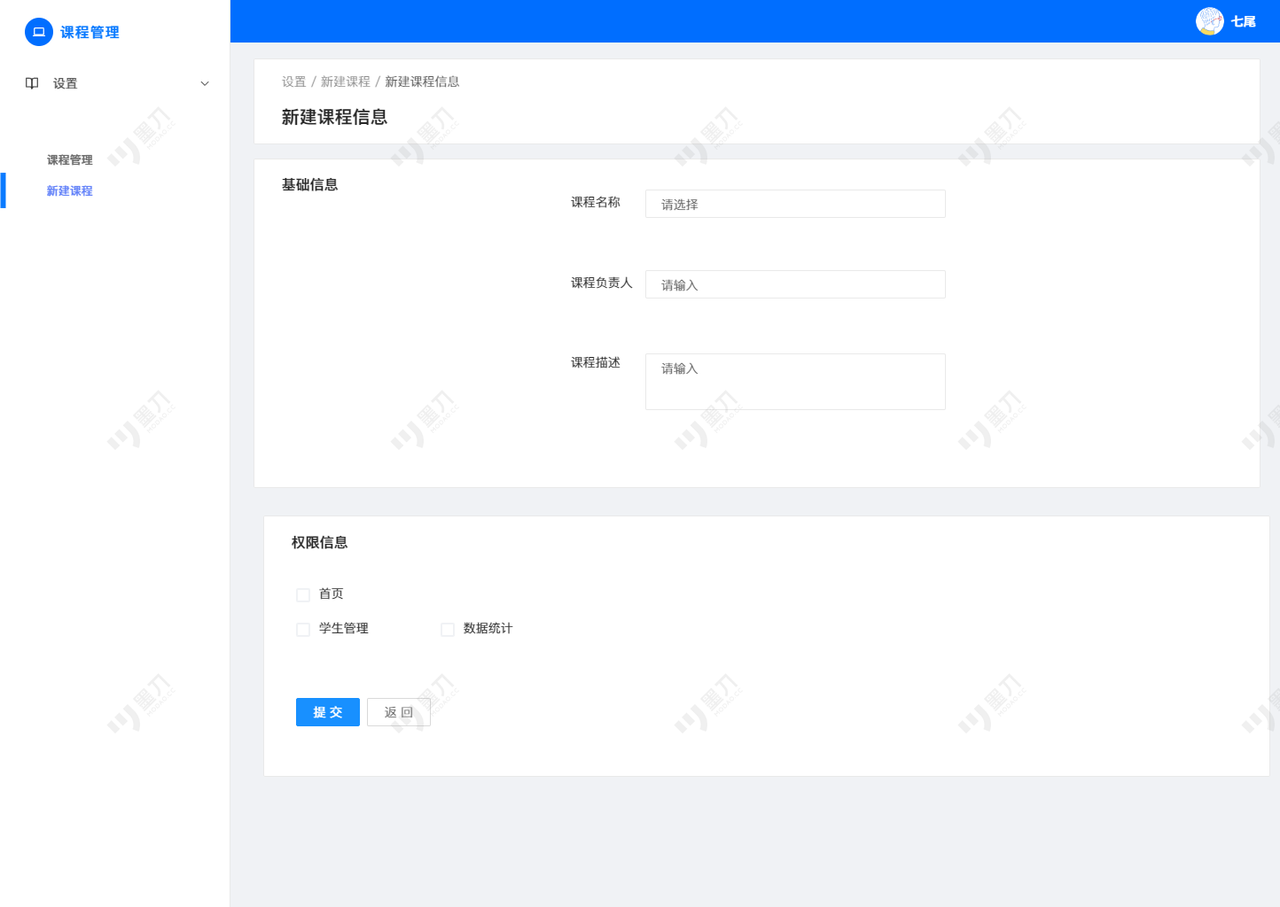 课程管理
七尾
设置
设置 / 新建课程 / 新建课程信息
新建课程信息
课程管理
新建课程
基础信息
课程名称 请选择
课程负责人 请输入
课程描述 请输入
权限信息
首页
学生管理 数据统计
提 交 返 回
墨刀
MODAO.CC